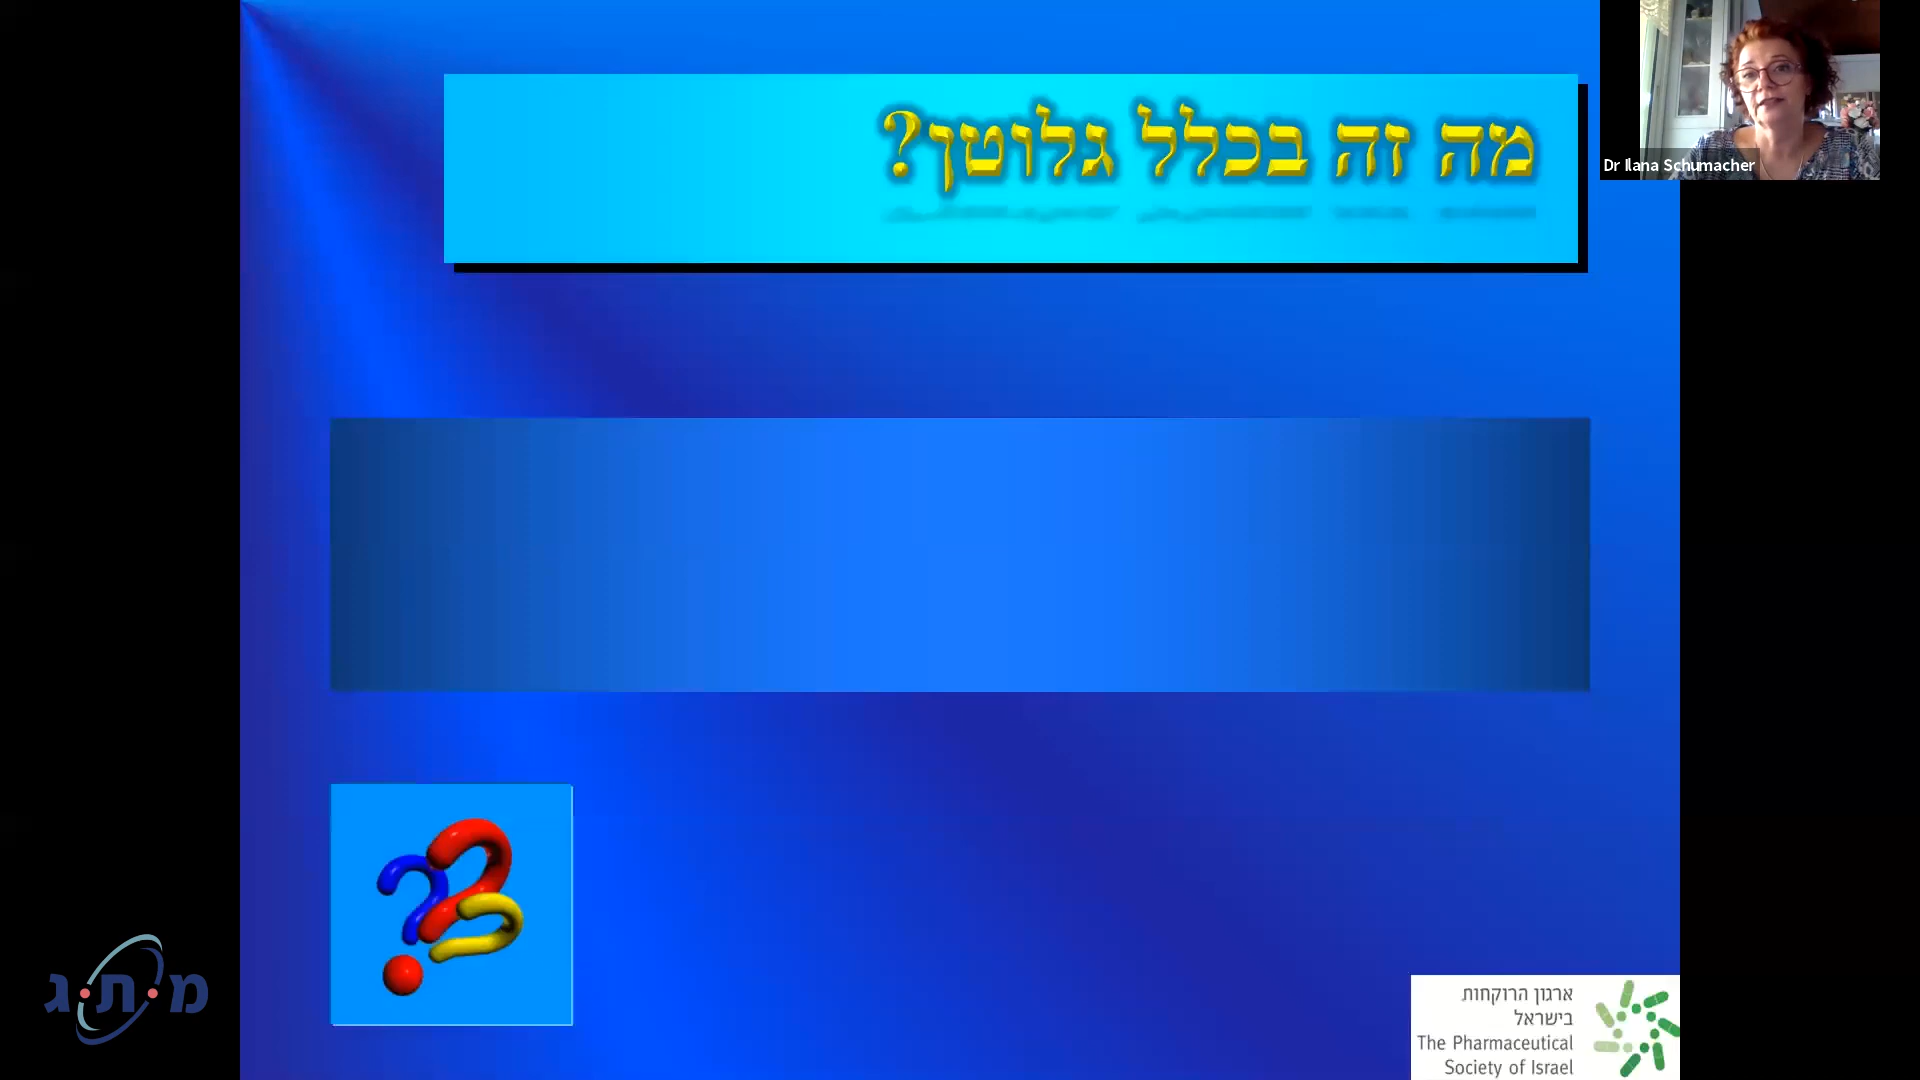 מה זה בכלל גלוטן?
Dr Ilana Schumacher
מ.ת.ג
ארגון הרוקחות
בישראל
The Pharmaceutical
Society of Israel